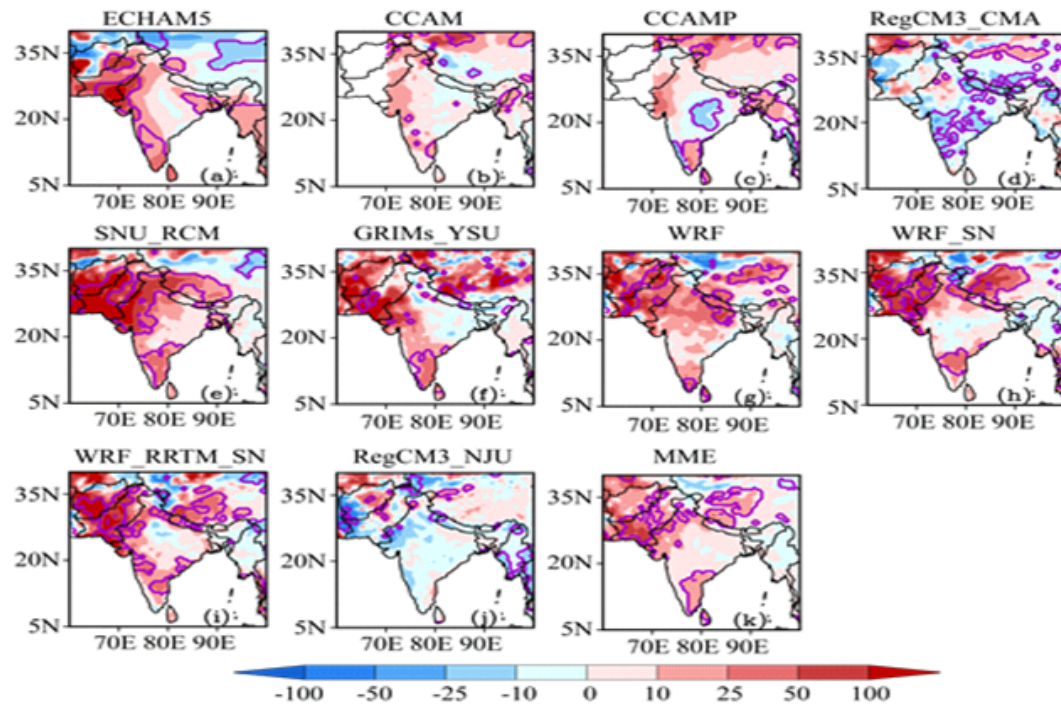 ECHAM5 CCAM CCAMP RegCM3_CMA
35N 35N 35N 35N
20N 20N 20N 20N
5N (a) 5N (b) 5N (c) 5N (d)
70E 80E 90E 70E 80E 90E 70E 80E 90E 70E 80E 90E
SNU_RCM GRIMs_YSU WRF WRF_SN
35N 35N 35N 35N
20N 20N 20N 20N
5N (e) 5N (f) 5N (g) 5N (h)
70E 80E 90E 70E 80E 90E 70E 80E 90E 70E 80E 90E
WRF_RRTM_SN RegCM3_NJU MME
35N 35N 35N
20N 20N 20N
5N (i) 5N (j) 5N (k)
70E 80E 90E 70E 80E 90E 70E 80E 90E
-100 -50 -25 -10 0 10 25 50 100